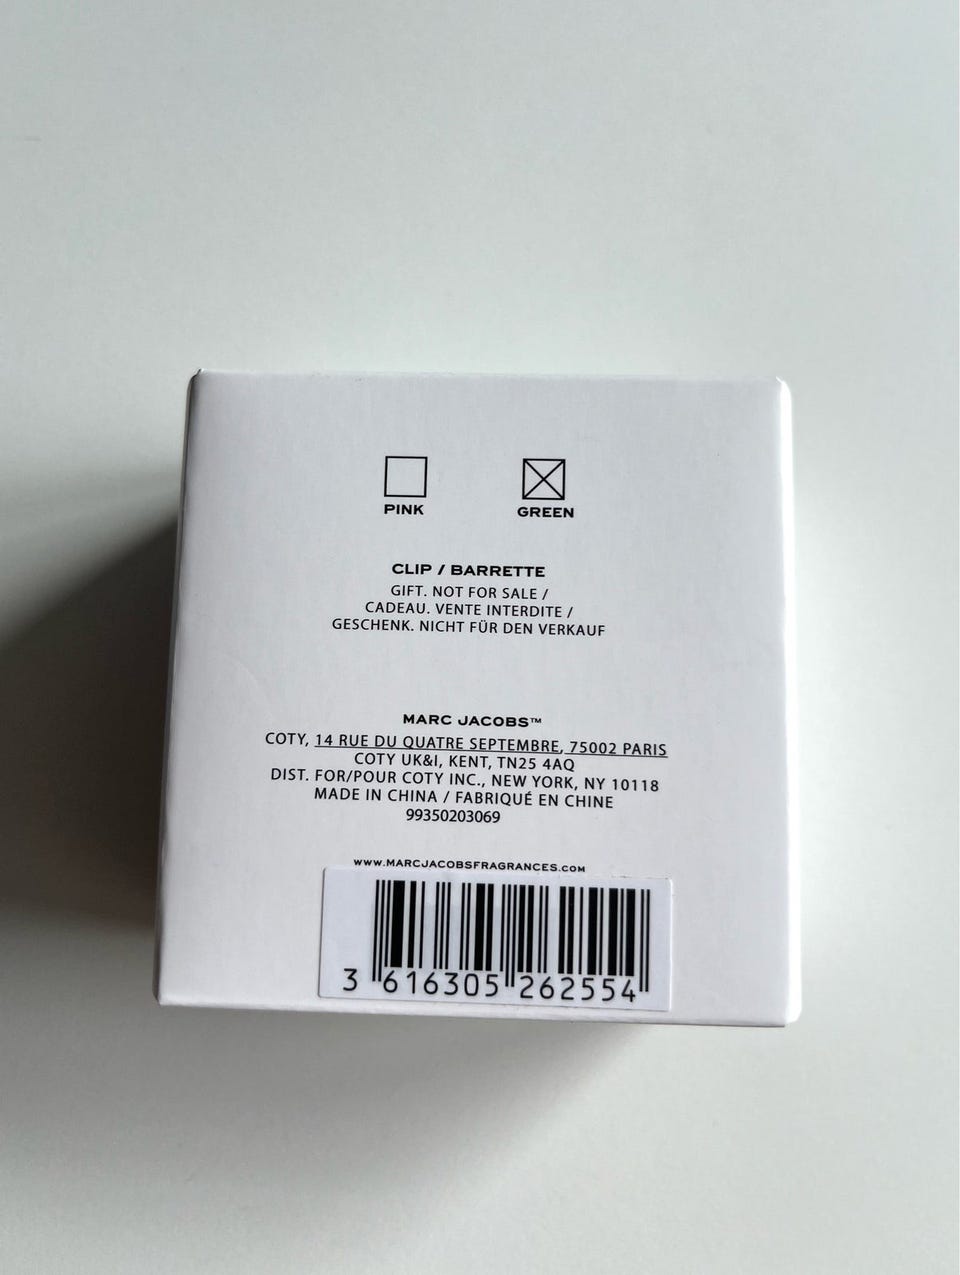 PINK GREEN
CLIP / BARRETTE
GIFT. NOT FOR SALE /
CADEAU. VENTE INTERDITE /
GESCHENK. NICHT FÜR DEN VERKAUF
MARC JACOBS™
COTY, 14 RUE DU QUATRE SEPTEMBRE, 75002 PARIS
COTY UK&I, KENT, TN25 4AQ
DIST. FOR/POUR COTY INC., NEW YORK, NY 10118
MADE IN CHINA / FABRIQUÉ EN CHINE
99350203069
WWW.MARCJACOBSFRAGRANCES.COM
3 616305 262554